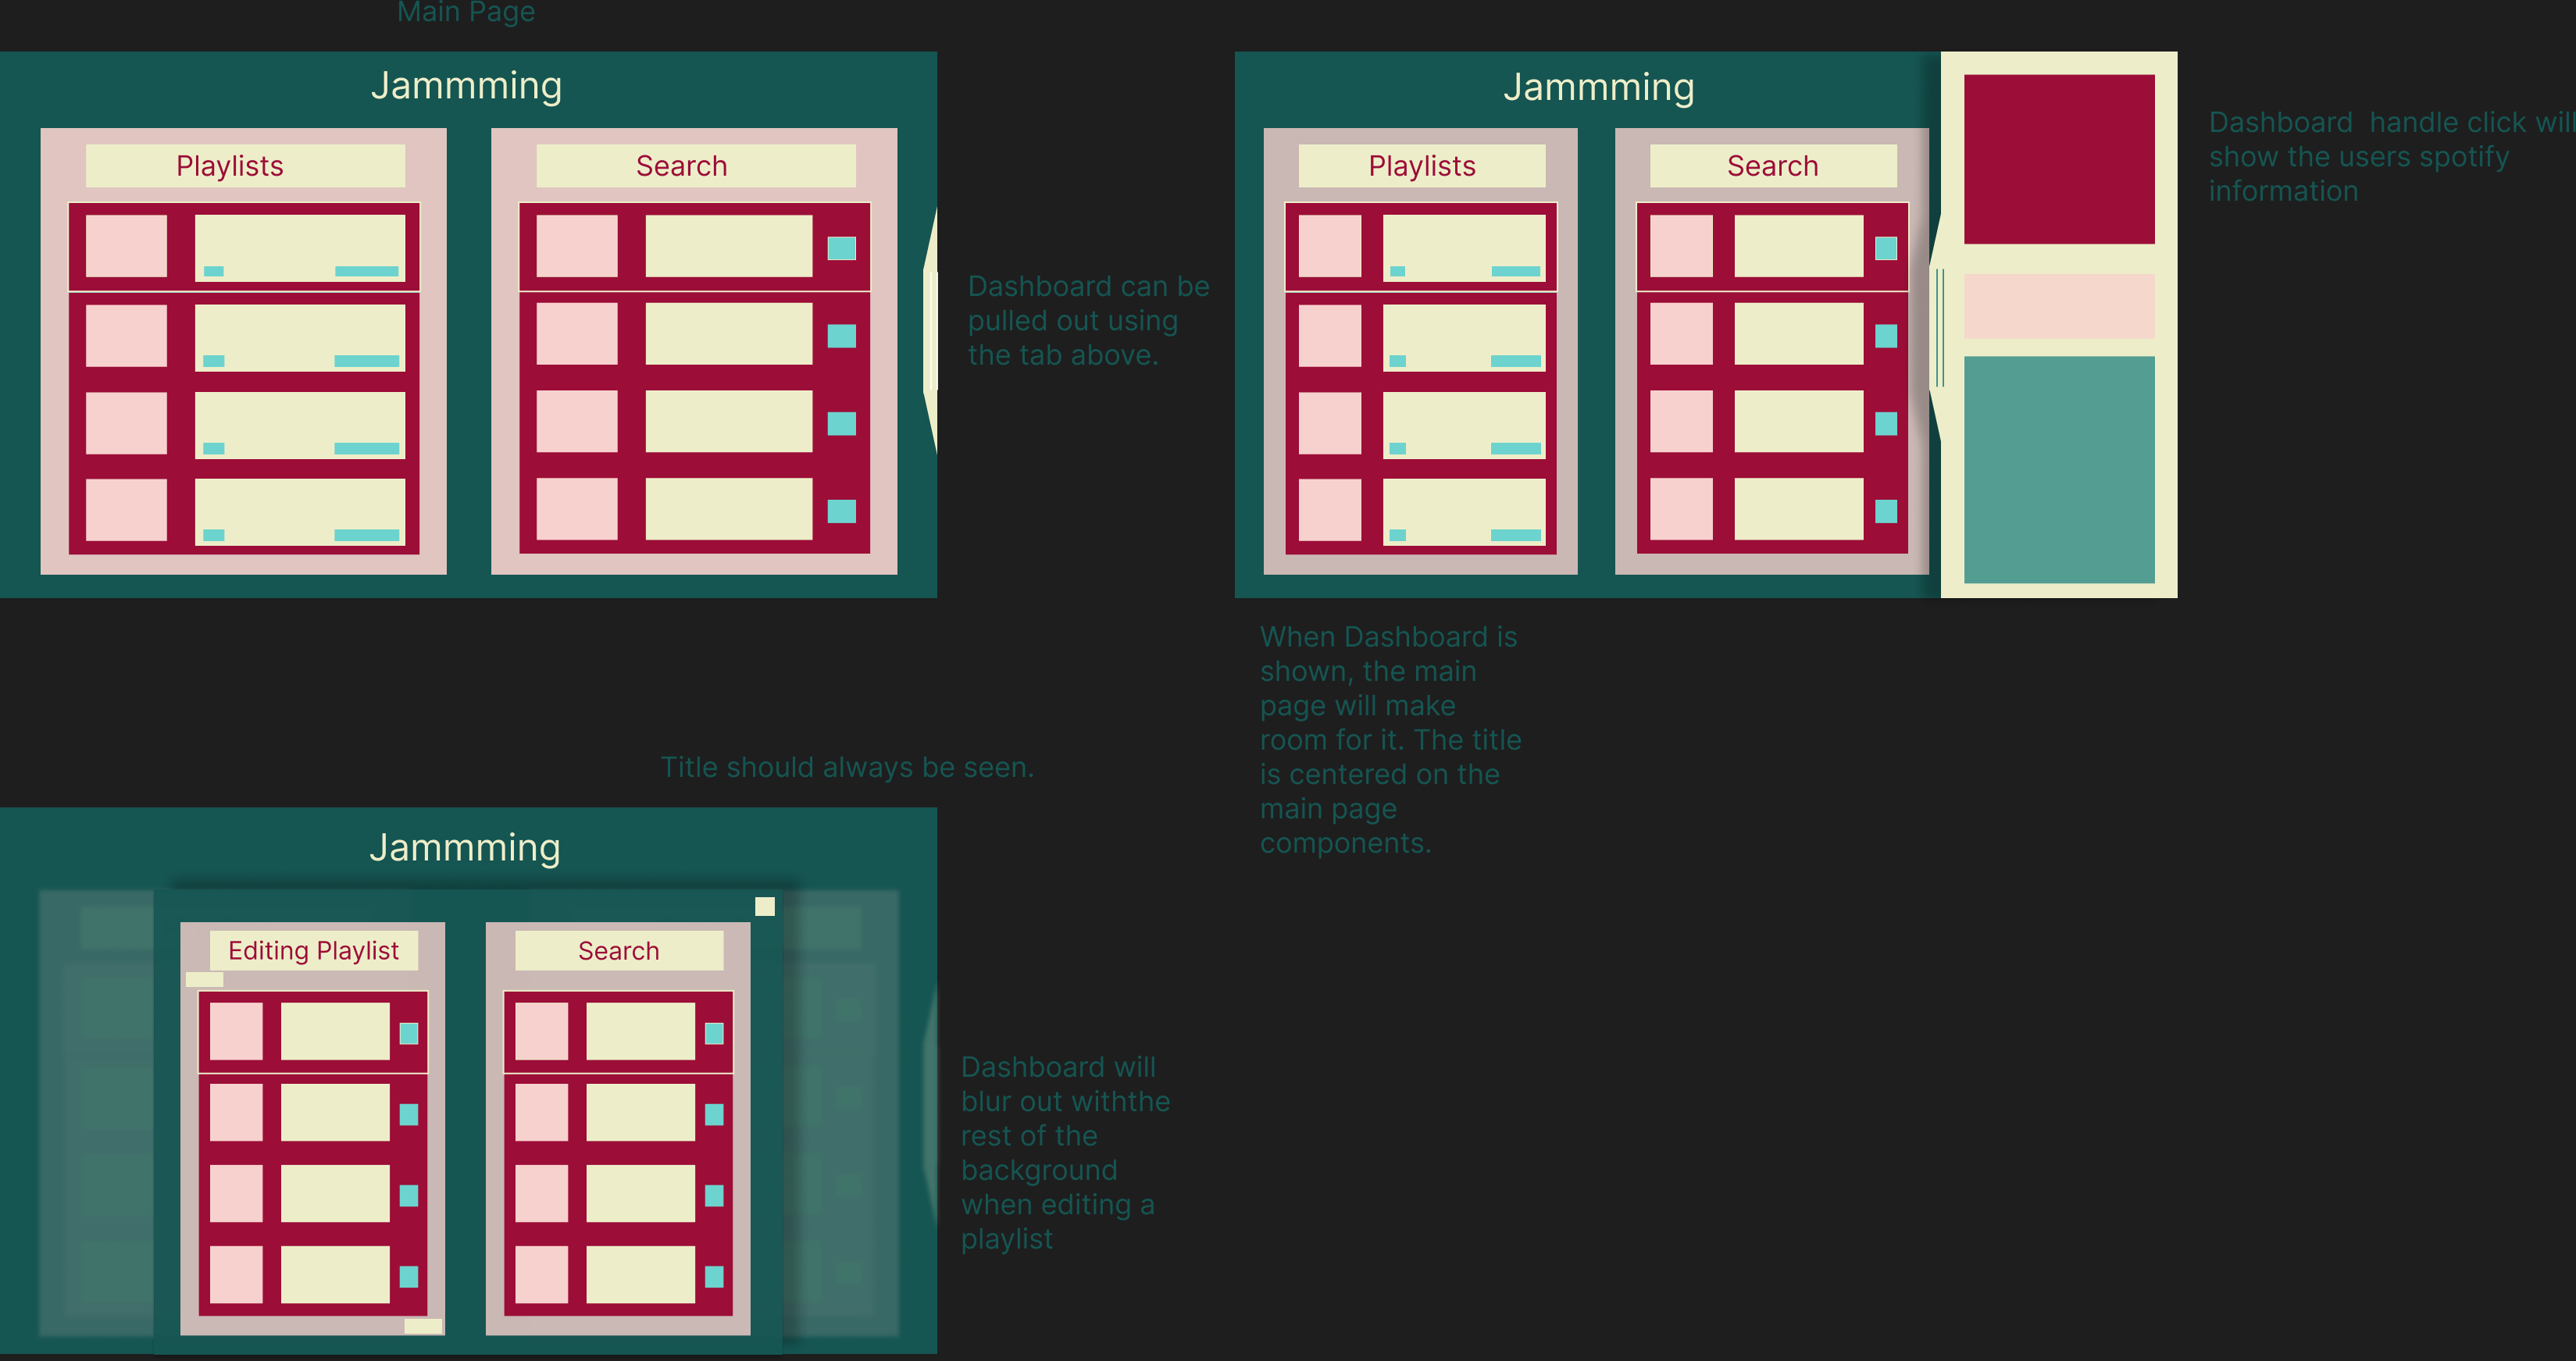 Main Page
Jammming
Playlists
Search
Dashboard can be
pulled out using
the tab above.
Jammming
Playlists
Search
Dashboard  handle click will
show the users spotify
information
When Dashboard is
shown, the main
page will make
room for it. The title
is centered on the
main page
components.
Title should always be seen.
Jammming
Editing Playlist
Search
Dashboard will
blur out withthe
rest of the
background
when editing a
playlist